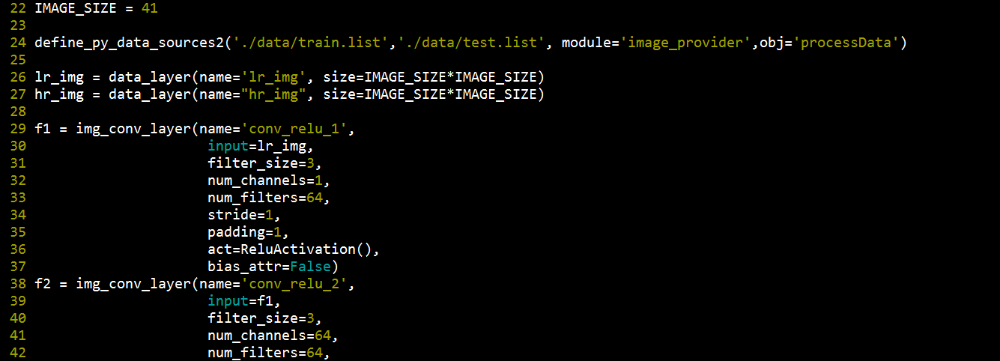 22 IMAGE_SIZE = 41
23
24 define_py_data_sources2('./data/train.list','./data/test.list', module='image_provider',obj='processData')
25
26 lr_img = data_layer(name='lr_img', size=IMAGE_SIZE*IMAGE_SIZE)
27 hr_img = data_layer(name="hr_img", size=IMAGE_SIZE*IMAGE_SIZE)
28
29 f1 = img_conv_layer(name='conv_relu_1',
30                      input=lr_img,
31                      filter_size=3,
32                      num_channels=1,
33                      num_filters=64,
34                      stride=1,
35                      padding=1,
36                      act=ReluActivation(),
37                      bias_attr=False)
38 f2 = img_conv_layer(name='conv_relu_2',
39                      input=f1,
40                      filter_size=3,
41                      num_channels=64,
42                      num_filters=64,